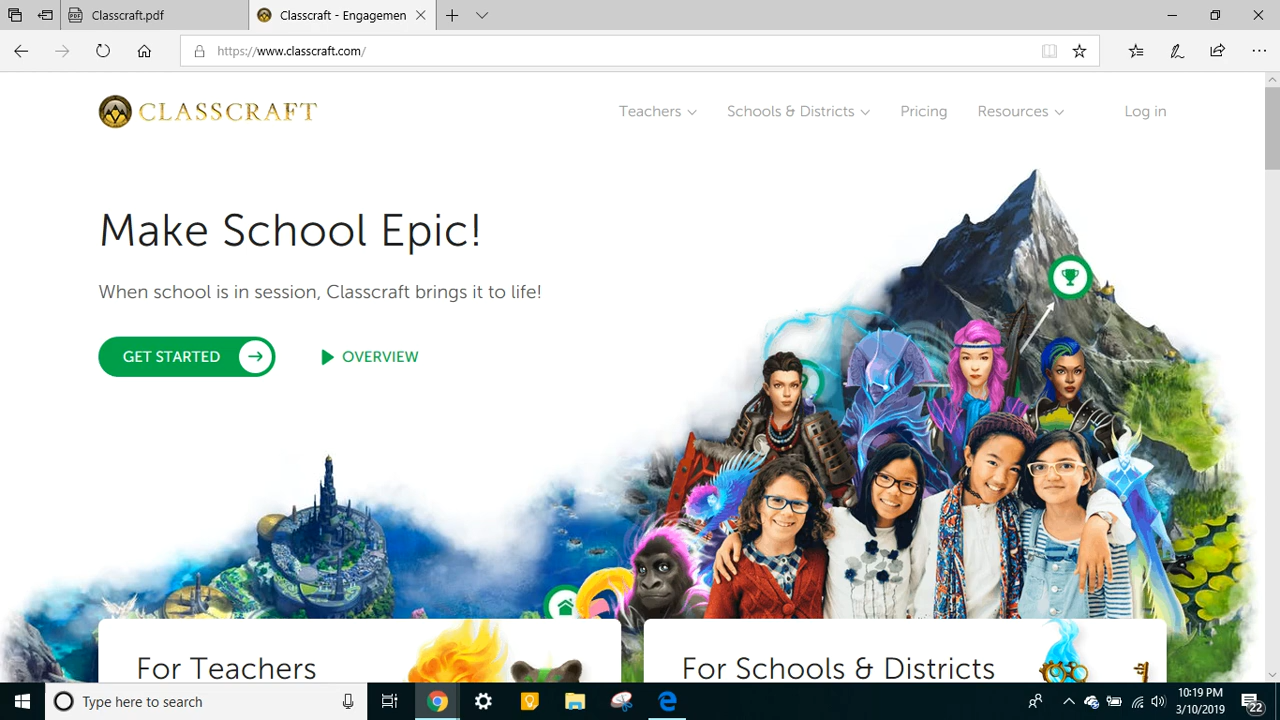 Classcraft.pdf
Classcraft - Engagemen
https://www.classcraft.com/
CLASSCRAFT
Teachers
Schools & Districts
Pricing
Resources
Log in
Make School Epic!
When school is in session, Classcraft brings it to life!
GET STARTED
OVERVIEW
For Teachers
For Schools & Districts
Type here to search
10:19 PM
3/10/2019
22